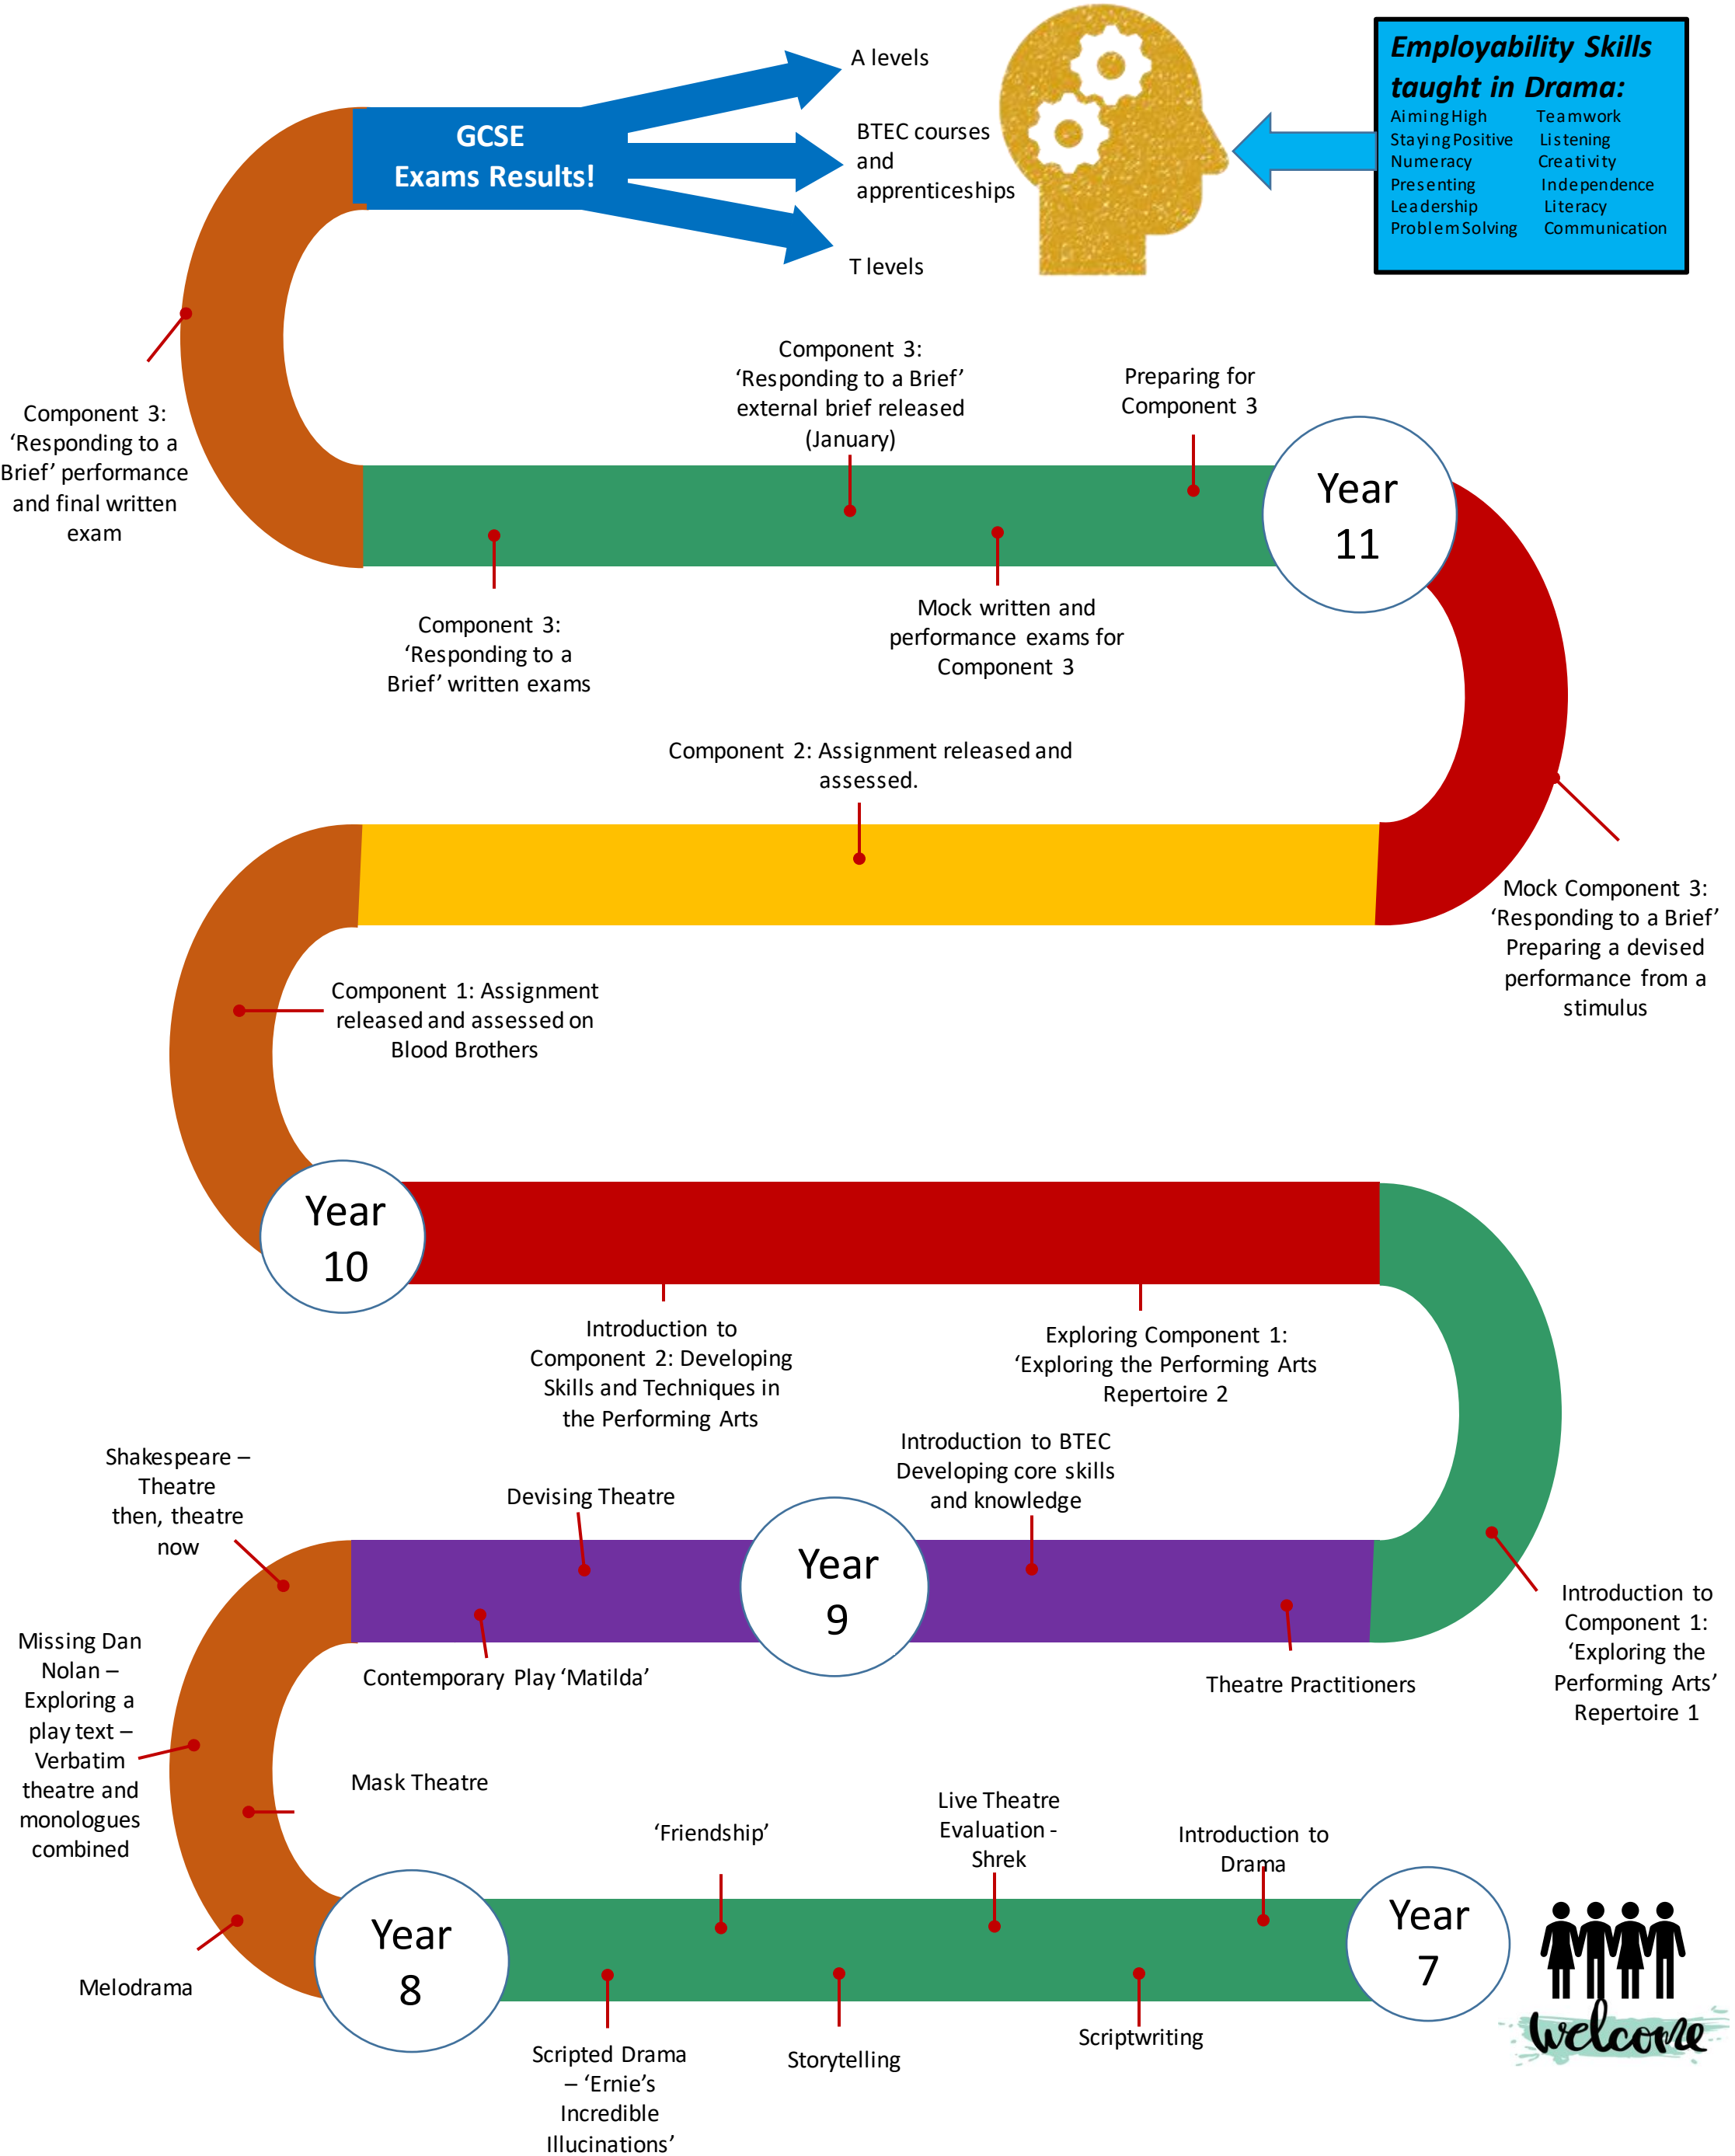 A levels
GCSE
Exams Results!
BTEC courses
and
apprenticeships
T levels
Employability Skills
taught in Drama:
Aiming High Teamwork
Staying Positive Listening
Numeracy Creativity
Presenting Independence
Leadership Literacy
Problem Solving Communication
Component 3:
‘Responding to a
Brief’ performance
and final written
exam
Component 3:
‘Responding to a Brief’
external brief released
(January)
Preparing for
Component 3
Year
11
Component 3:
‘Responding to a
Brief’ written exams
Mock written and
performance exams for
Component 3
Component 2: Assignment released and
assessed.
Mock Component 3:
‘Responding to a Brief’
Preparing a devised
performance from a
stimulus
Component 1: Assignment
released and assessed on
Blood Brothers
Year
10
Introduction to
Component 2: Developing
Skills and Techniques in
the Performing Arts
Exploring Component 1:
‘Exploring the Performing Arts
Repertoire 2
Shakespeare –
Theatre
then, theatre
now
Devising Theatre
Introduction to BTEC
Developing core skills
and knowledge
Year
9
Introduction to
Component 1:
‘Exploring the
Performing Arts’
Repertoire 1
Missing Dan
Nolan –
Exploring a
play text –
Verbatim
theatre and
monologues
combined
Contemporary Play ‘Matilda’
Theatre Practitioners
Mask Theatre
‘Friendship’
Live Theatre
Evaluation -
Shrek
Introduction to
Drama
Year
8
Year
7
Melodrama
welcome
Scripted Drama
– ‘Ernie’s
Incredible
Illucinations’
Storytelling
Scriptwriting